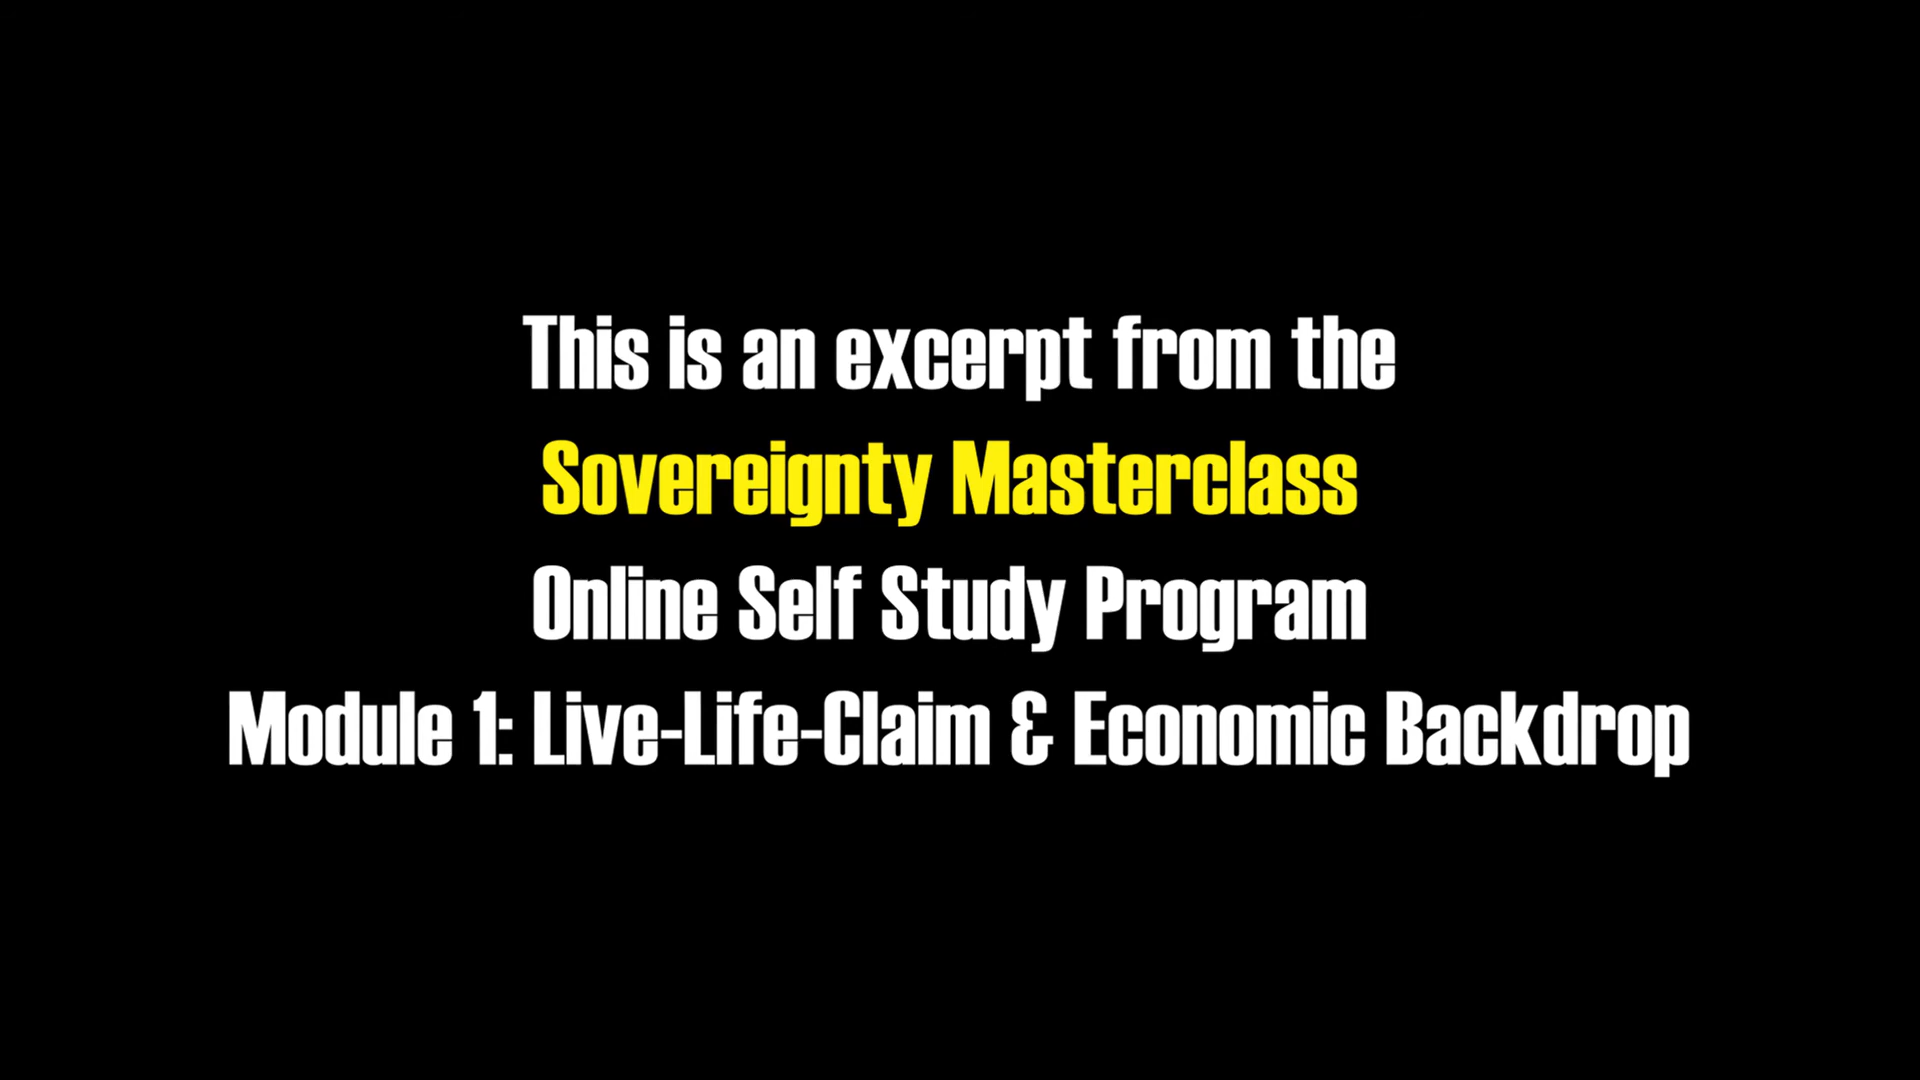 This is an excerpt from the
Sovereignty Masterclass
Online Self Study Program
Module 1: Live-Life-Claim & Economic Backdrop